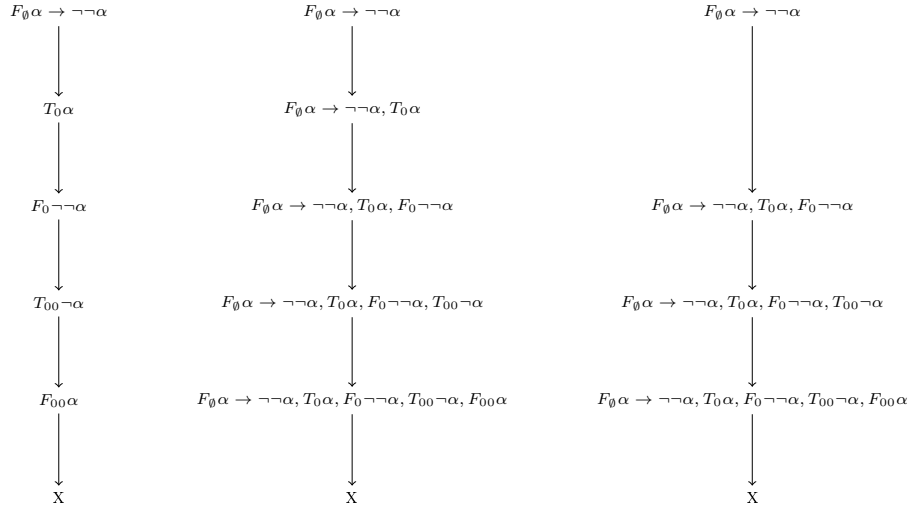 F∅α → ¬¬α
T₀α
F₀¬¬α
T₀₀¬α
F₀₀α
X
F∅α → ¬¬α
F∅α → ¬¬α, T₀α
F∅α → ¬¬α, T₀α, F₀¬¬α
F∅α → ¬¬α, T₀α, F₀¬¬α, T₀₀¬α
F∅α → ¬¬α, T₀α, F₀¬¬α, T₀₀¬α, F₀₀α
X
F∅α → ¬¬α
F∅α → ¬¬α, T₀α, F₀¬¬α
F∅α → ¬¬α, T₀α, F₀¬¬α, T₀₀¬α
F∅α → ¬¬α, T₀α, F₀¬¬α, T₀₀¬α, F₀₀α
X